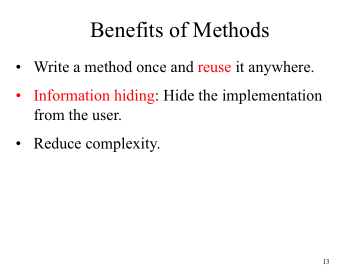 Benefits of Methods
• Write a method once and reuse it anywhere.
• Information hiding: Hide the implementation
from the user.
• Reduce complexity.
13